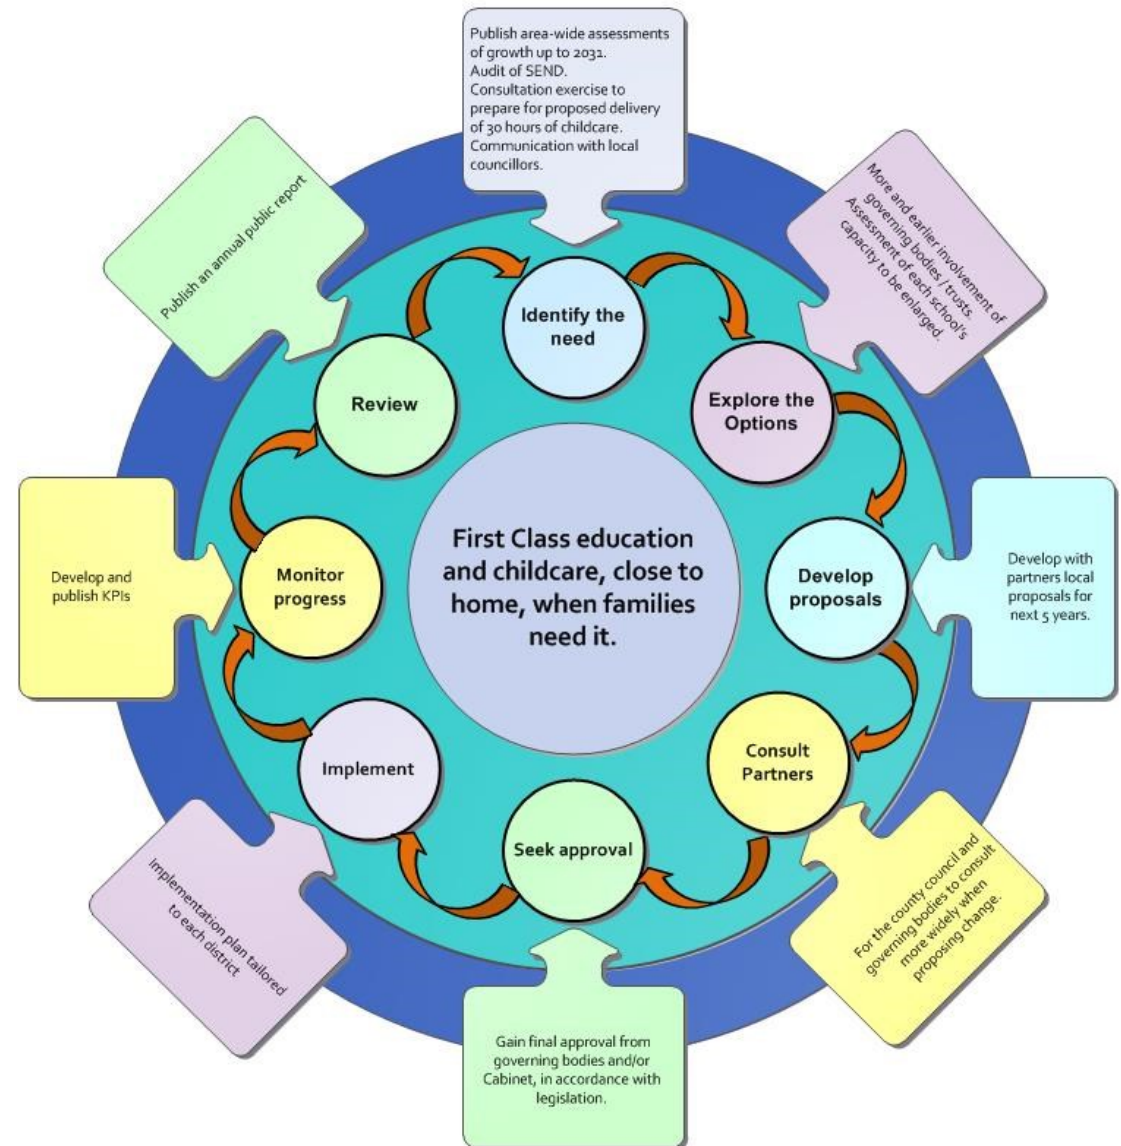 Publish area-wide assessments
of growth up to 2031.
Audit of SEND.
Consultation exercise to
prepare for proposed delivery
of 30 hours of childcare.
Communication with local
councillors.
More and earlier involvement of
governing bodies / trusts.
Assessment of each school's
capacity to be enlarged.
Develop with
partners local
proposals for
next 5 years.
For the county council and
governing bodies to consult
more widely when
proposing change.
Gain final approval from
governing bodies and/or
Cabinet, in accordance with
legislation.
Implementation plan tailored
to each district
Develop and
publish KPIs
Publish an annual public report
Identify the
need
Explore the
Options
Develop
proposals
Consult
Partners
Seek approval
Implement
Monitor
progress
Review
First Class education
and childcare, close to
home, when families
need it.